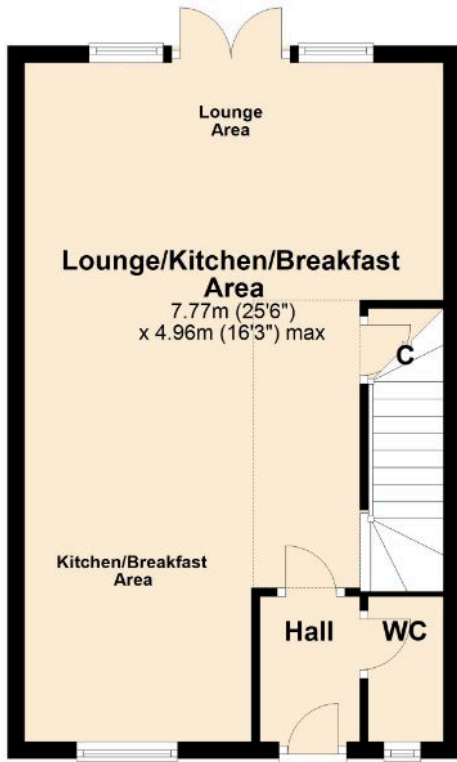 Lounge
Area
Lounge/Kitchen/Breakfast
Area
7.77m (25'6")
x 4.96m (16'3") max
C
Kitchen/Breakfast
Area
Hall
WC